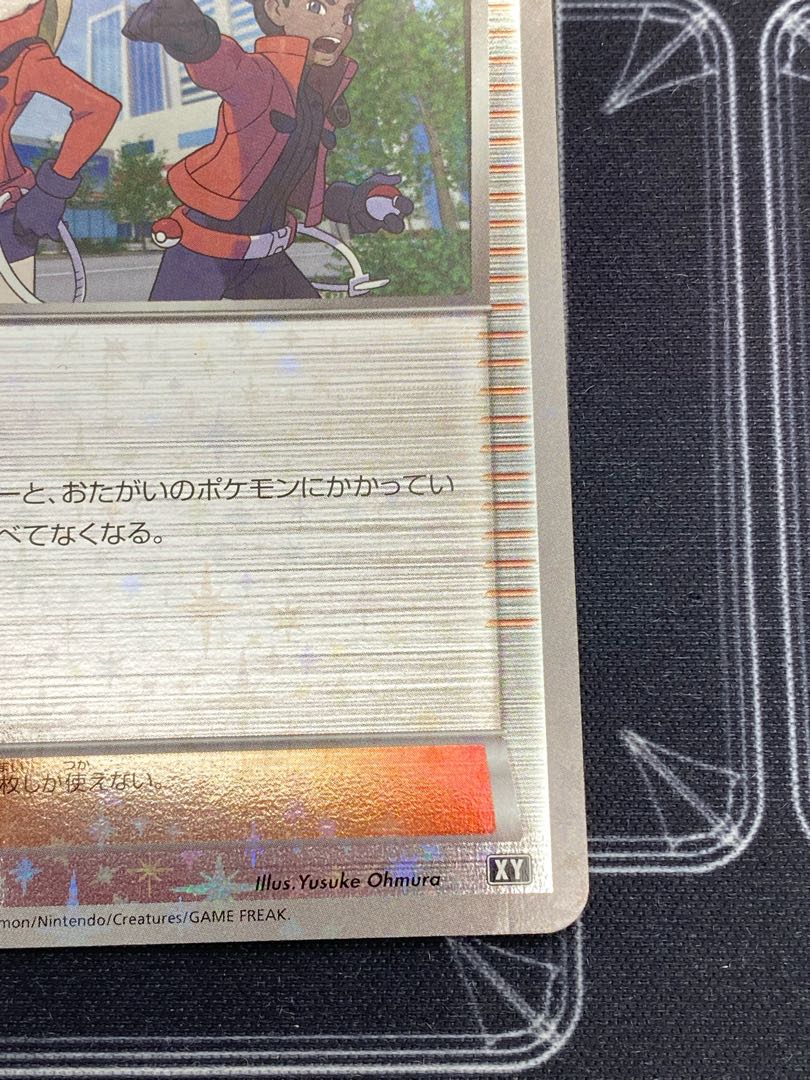 ーと、おたがいのポケモンにかかってい
べてなくなる。
つか
枚しか使えない。
Illus.Yusuke Ohmura
XY
mon/Nintendo/Creatures/GAME FREAK.